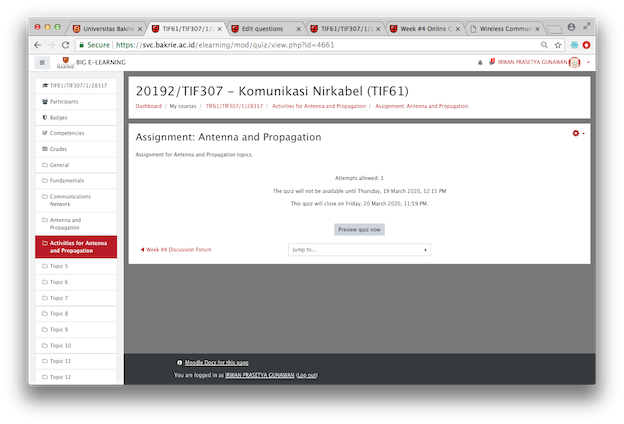 Universitas Bakrie
TIF61/TIF307/1/2
Edit questions
TIF61/TIF307/1/2
Week #4 Online C
Wireless Commun
Secure
https://svc.bakrie.ac.id/elearning/mod/quiz/view.php?id=4661
BAKRIE
BIG E-LEARNING
IRWAN PRASETYA GUNAWAN
TIF61/TIF307/1/28317
Participants
Badges
Competencies
Grades
General
Fundamentals
Communications
Network
Antenna and
Propagation
Activities for Antenna
and Propagation
Topic 5
Topic 6
Topic 7
Topic 8
Topic 9
Topic 10
Topic 11
Topic 12
20192/TIF307 - Komunikasi Nirkabel (TIF61)
Dashboard / My courses / TIF61/TIF307/1/28317 / Activities for Antenna and Propagation / Assignment: Antenna and Propagation
Assignment: Antenna and Propagation
Assignment for Antenna and Propagation topics.
Attempts allowed: 1
The quiz will not be available until Thursday, 19 March 2020, 12:15 PM
This quiz will close on Friday, 20 March 2020, 11:59 PM.
Preview quiz now
◀ Week #4 Discussion Forum
Jump to...
Moodle Docs for this page
You are logged in as IRWAN PRASETYA GUNAWAN (Log out)